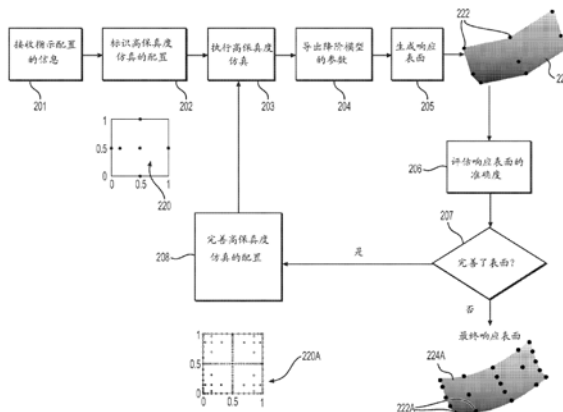 接收指示配置
的信息
201
标识高保真度
仿真的配置
202
执行高保真度
仿真
203
导出降阶模型
的参数
204
生成响应
表面
205
222
22
206
评估响应表面的
准确度
207
完善了表面?
是
否
208
完善高保真度
仿真的配置
1
0.5
0
0
0.5
1
220
最终响应表面
1
0.5
0
0
0.5
1
220A
224A
222A